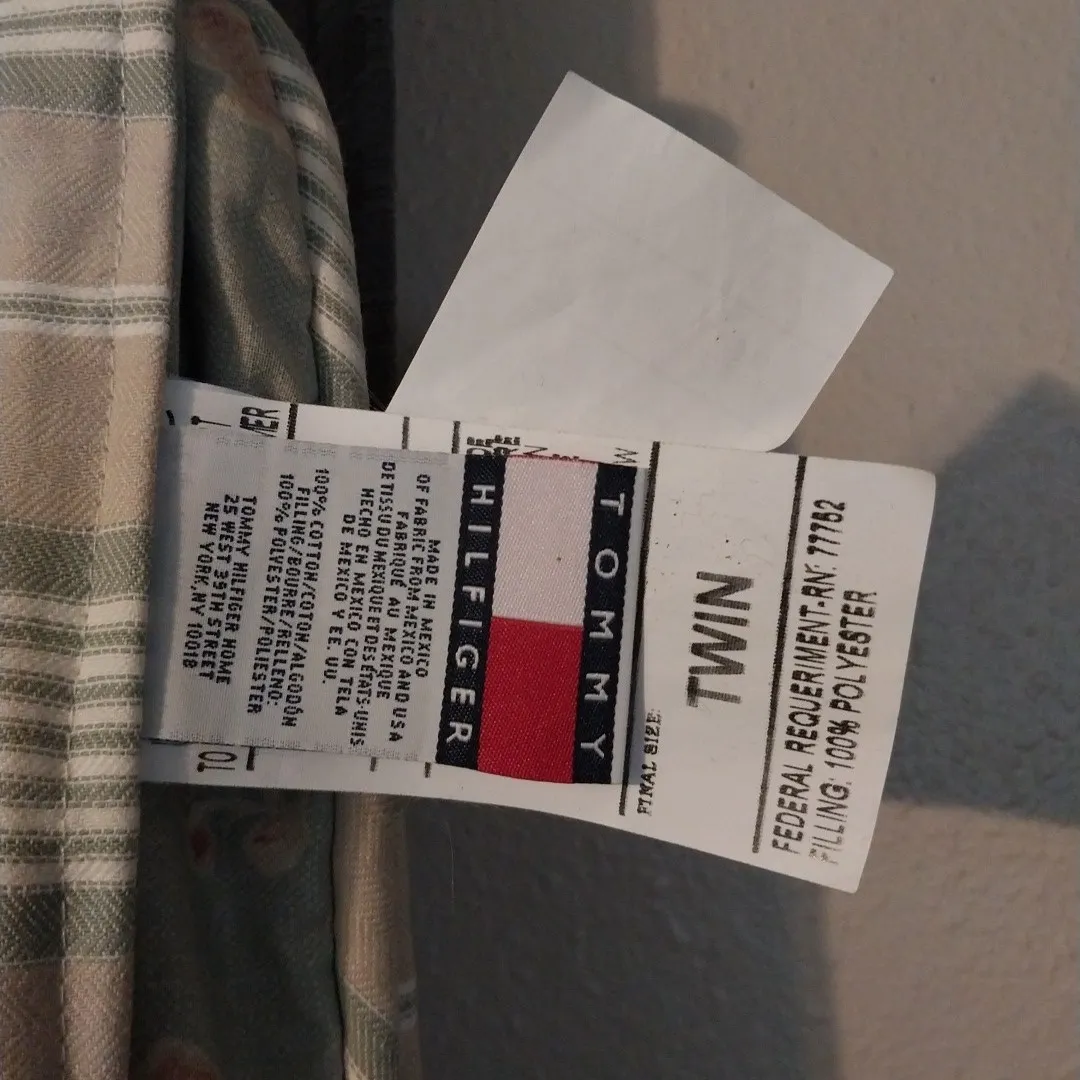 TOMMY
HILFIGER
MADE IN MEXICO
OF FABRIC FROM MEXICO AND USA
FABRIQUÉ AU MEXIQUE
DE TISSU DU MEXIQUE ET DES ÉTATS-UNIS
HECHO EN MEXICO CON TELA
DE MEXICO Y EE. UU.
100% COTTON/COTON/ALGODÓN
FILLING/BOURRE/RELLENO:
100% POLYESTER/POLIESTER
TOMMY HILFIGER HOME
25 WEST 39TH STREET
NEW YORK, NY 10018
FINAL SIZE:
TWIN
FEDERAL REQUERIMENT-RN: 77762
FILLING: 100% POLYESTER